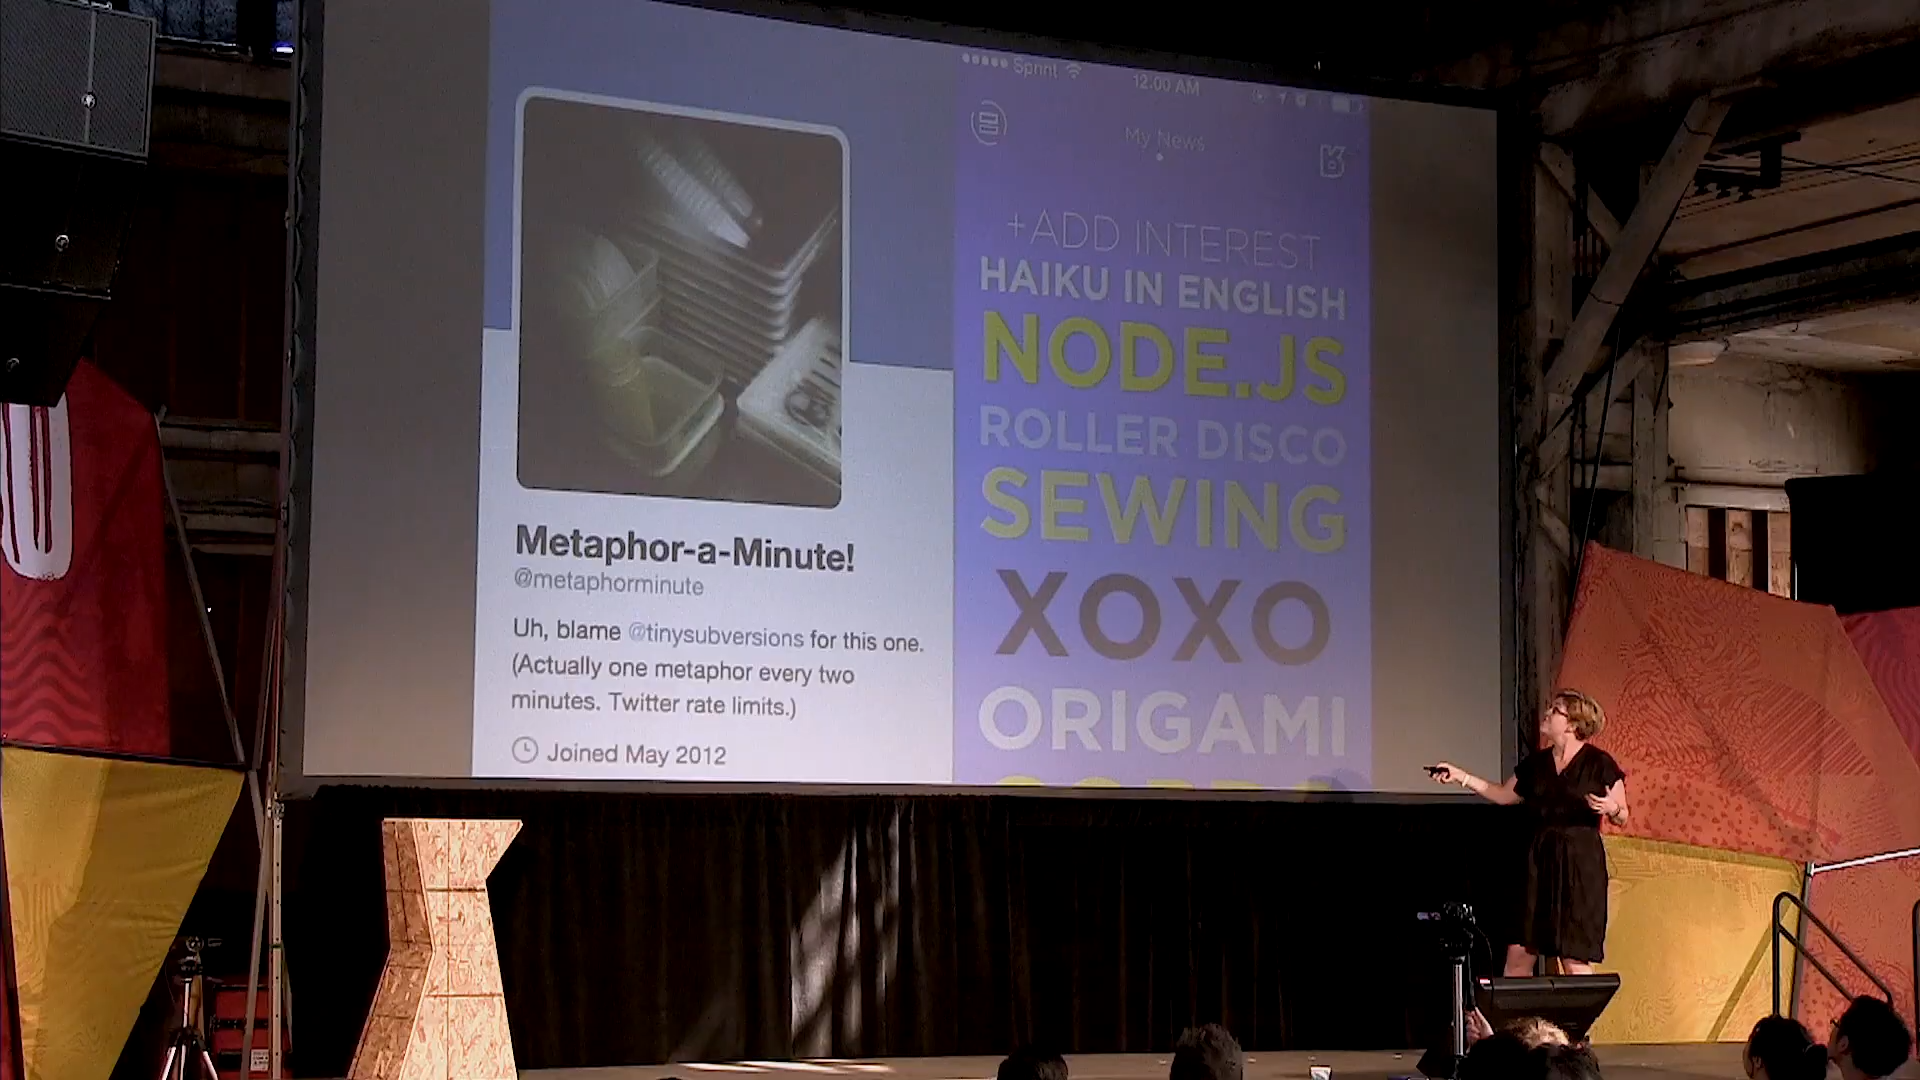 Metaphor-a-Minute!
@metaphorminute
Uh, blame @tinysubversions for this one.
(Actually one metaphor every two
minutes. Twitter rate limits.)
Joined May 2012
Sprint
12:00 AM
My News
+ADD INTEREST
HAIKU IN ENGLISH
NODE.JS
ROLLER DISCO
SEWING
XOXO
ORIGAMI